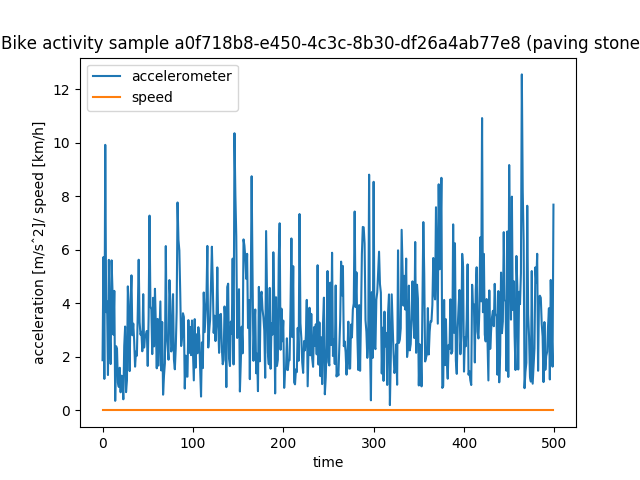 Bike activity sample a0f718b8-e450-4c3c-8b30-df26a4ab77e8 (paving stone
accelerometer
speed
acceleration [m/s^2]/ speed [km/h]
12
10
8
6
4
2
0
0 100 200 300 400 500
time